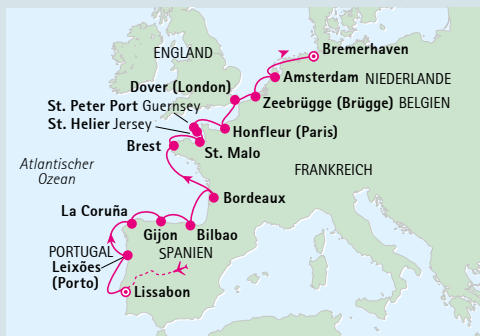 Bremerhaven
ENGLAND
Amsterdam
NIEDERLANDE
Dover (London)
Zeebrügge (Brügge) BELGIEN
St. Peter Port Guernsey
St. Helier Jersey
Honfleur (Paris)
Brest
St. Malo
Atlantischer
Ozean
FRANKREICH
Bordeaux
La Coruña
Gijon
Bilbao
PORTUGAL
SPANIEN
Leixões
(Porto)
Lissabon